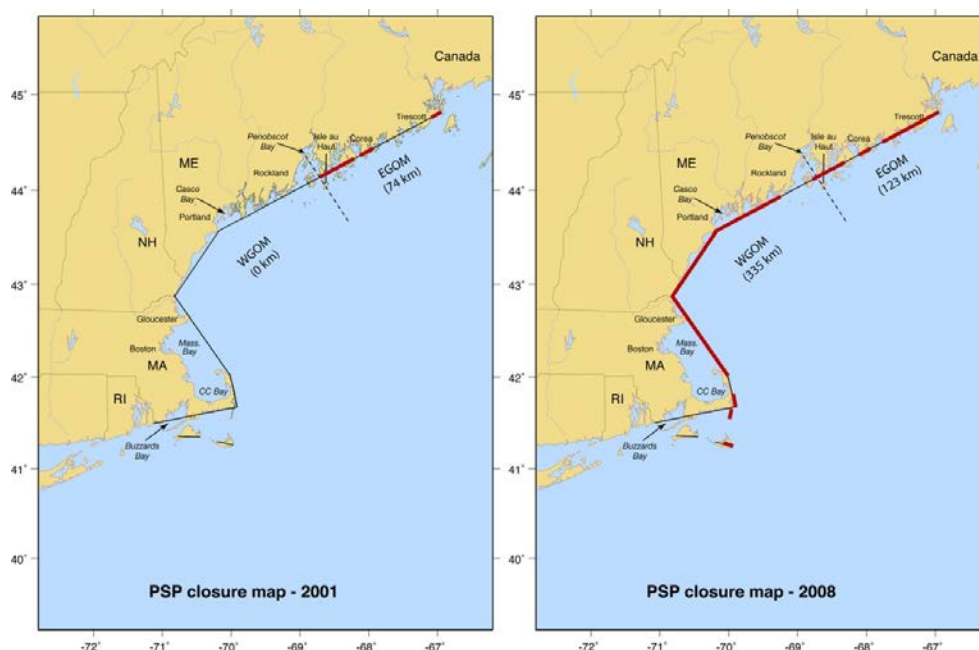 Canada
45°
Trescott
Penobscot
Bay
Isle au
Haut
Corea
ME
Rockland
EGOM
(74 km)
44°
Casco
Bay
Portland
NH
WGOM
(0 km)
43°
Gloucester
Mass.
Bay
Boston
MA
42°
CC Bay
RI
Buzzards
Bay
41°
40°
PSP closure map - 2001
-72°
-71°
-70°
-69°
-68°
-67°
Canada
45°
Trescott
Penobscot
Bay
Isle au
Haut
Corea
ME
Rockland
EGOM
(123 km)
44°
Casco
Bay
Portland
NH
WGOM
(335 km)
43°
Gloucester
Mass.
Bay
Boston
MA
42°
CC Bay
RI
Buzzards
Bay
41°
40°
PSP closure map - 2008
-72°
-71°
-70°
-69°
-68°
-67°